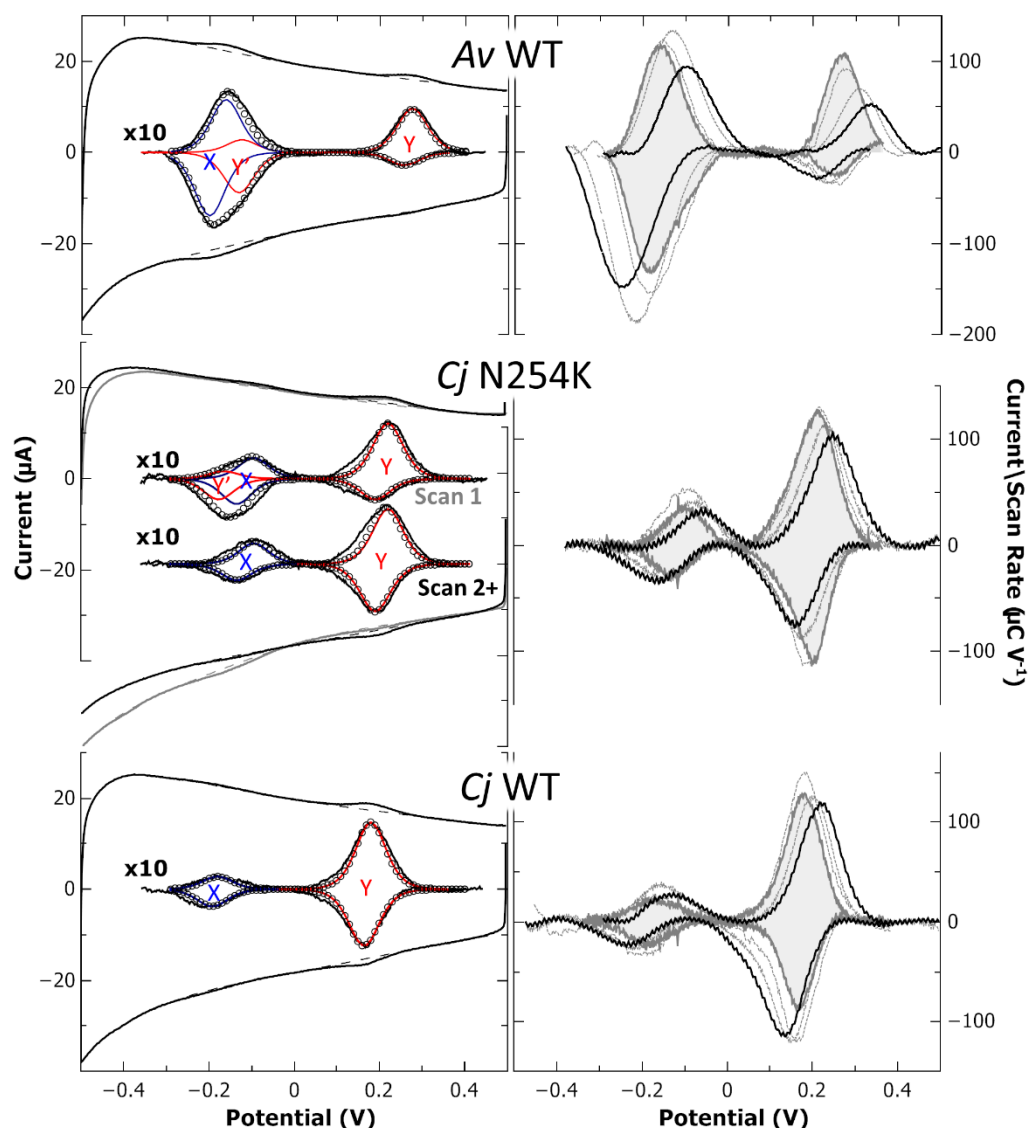 Av WT
20
0
−20
x10
X
Y'
Y
100
0
−100
−200
Cj N254K
20
0
−20
x10
Y'
X
Y
Scan 1
x10
X
Y
Scan 2+
100
0
−100
Cj WT
20
0
−20
x10
X
Y
100
0
−100
−0.4 −0.2 0 0.2 0.4
−0.4 −0.2 0 0.2 0.4
Potential (V)
Potential (V)
Current (µA)
Current\Scan Rate (µC V⁻¹)